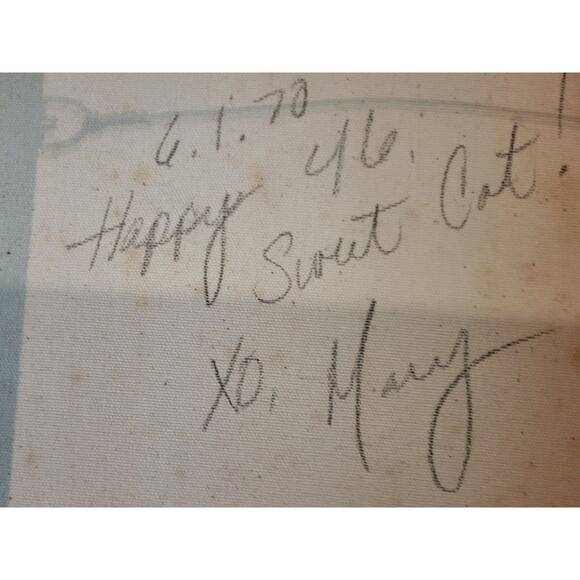 6.1.70
Happy 46.
Sweet Cat!
XO, Mary